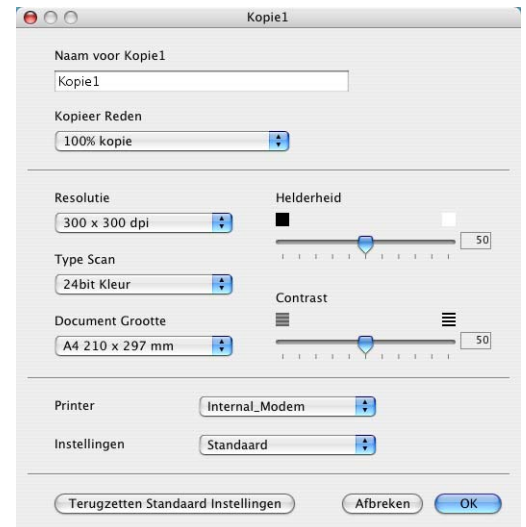 Kopie1
Naam voor Kopie1
Kopie1
Kopieer Reden
100% kopie
Resolutie
300 x 300 dpi
Type Scan
24bit Kleur
Document Grootte
A4 210 x 297 mm
Helderheid
50
Contrast
50
Printer
Internal_Modem
Instellingen
Standaard
Terugzetten Standaard Instellingen
Afbreken
OK